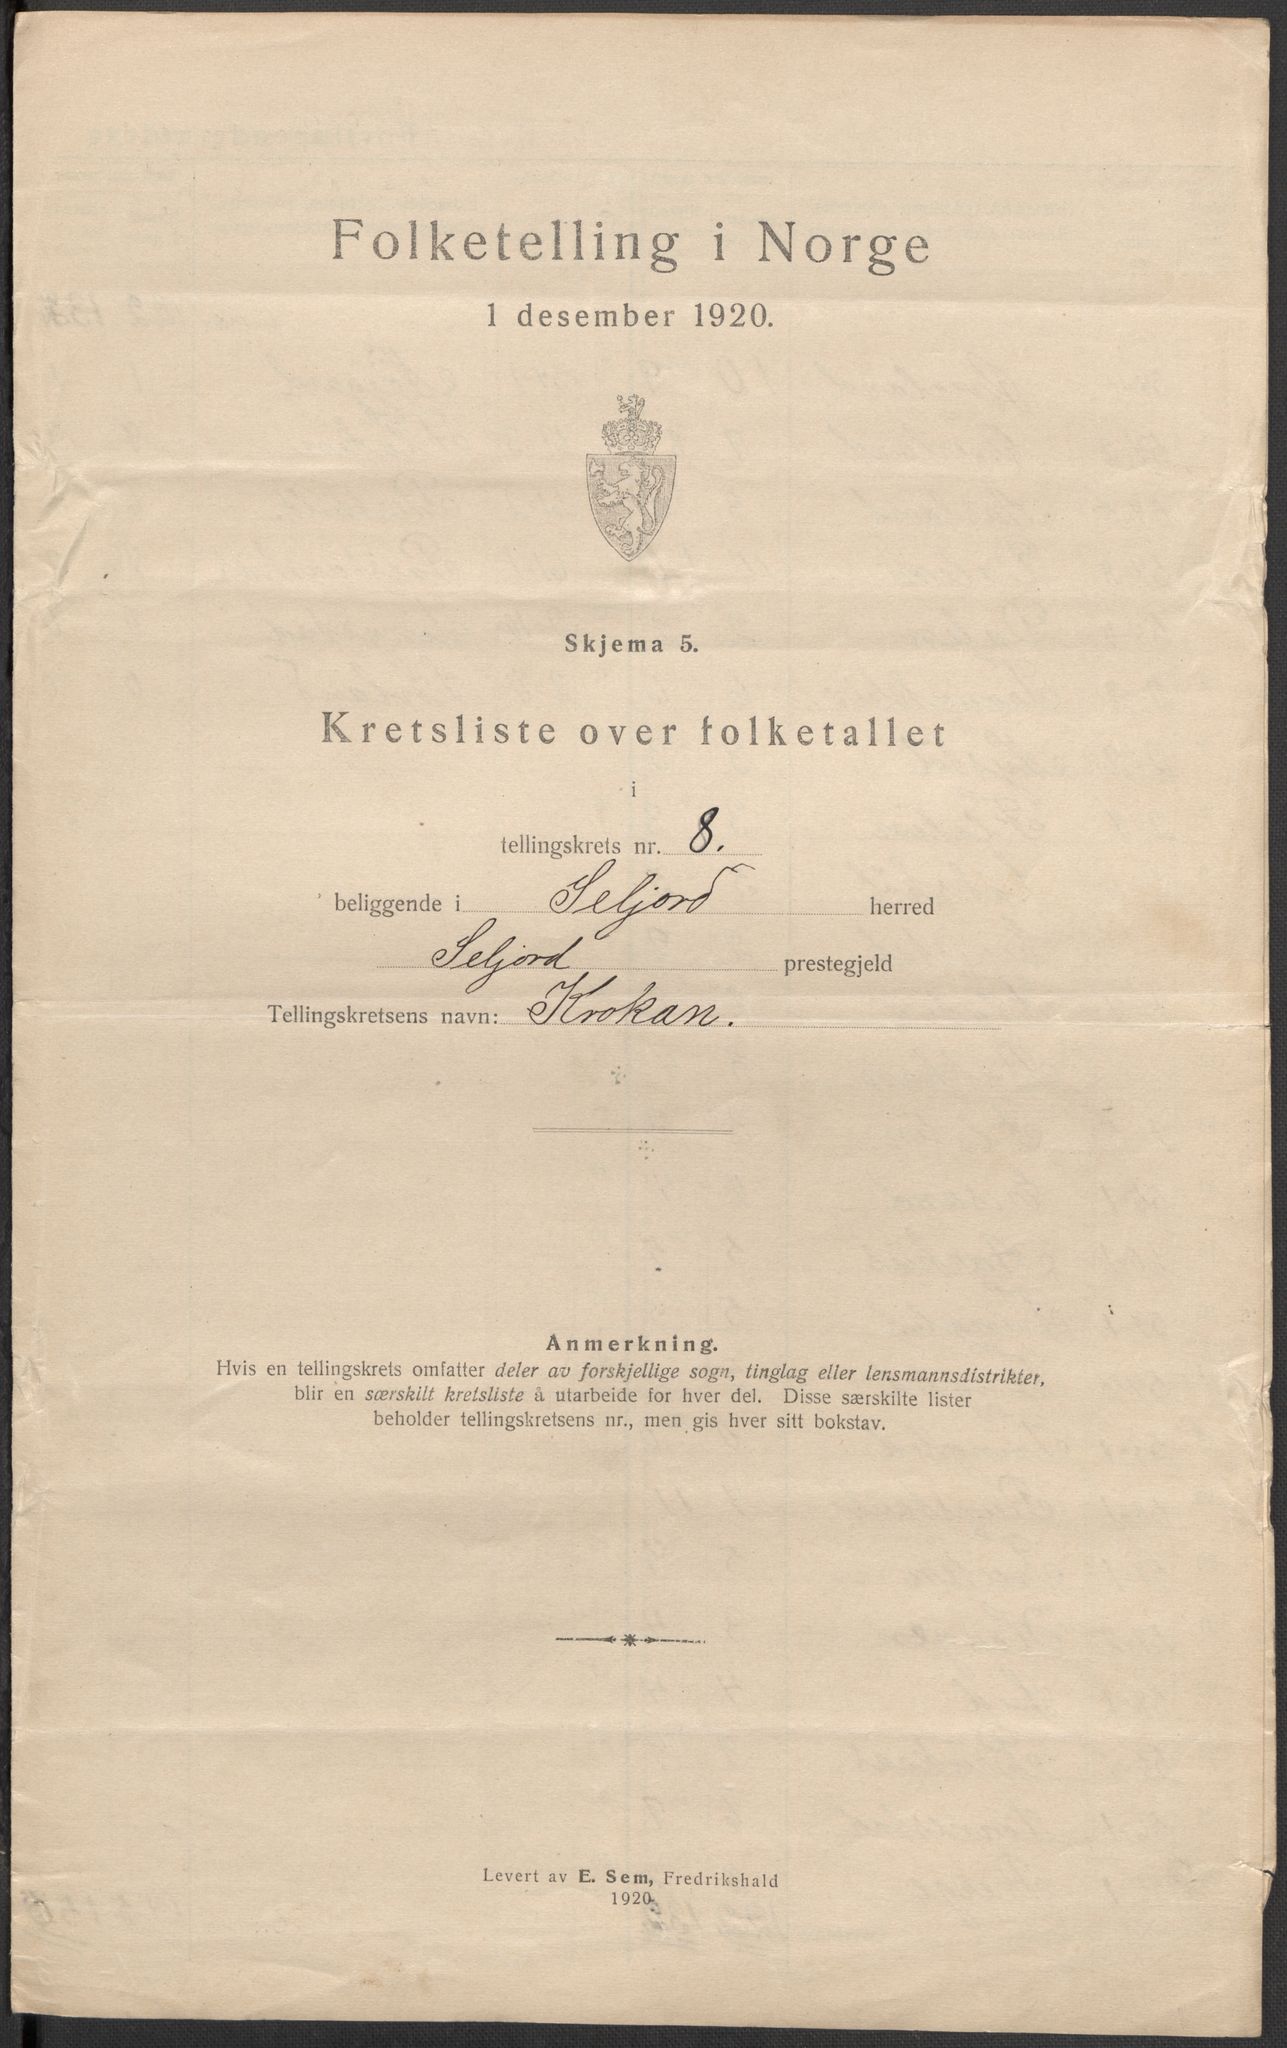 Folketelling i Norge
1 desember 1920.
Skjema 5.
Kretsliste over folketallet
i
tellingskrets nr. 8.
beliggende i Seljord herred
Seljord prestegjeld
Tellingskretsens navn: Krokan.
Anmerkning.
Hvis en tellingskrets omfatter deler av forskjellige sogn, tinglag eller lensmannsdistrikter,
blir en særskilt kretsliste å utarbeide for hver del. Disse særskilte lister
beholder tellingskretsens nr., men gis hver sitt bokstav.
Levert av E. Sem, Fredrikshald
1920